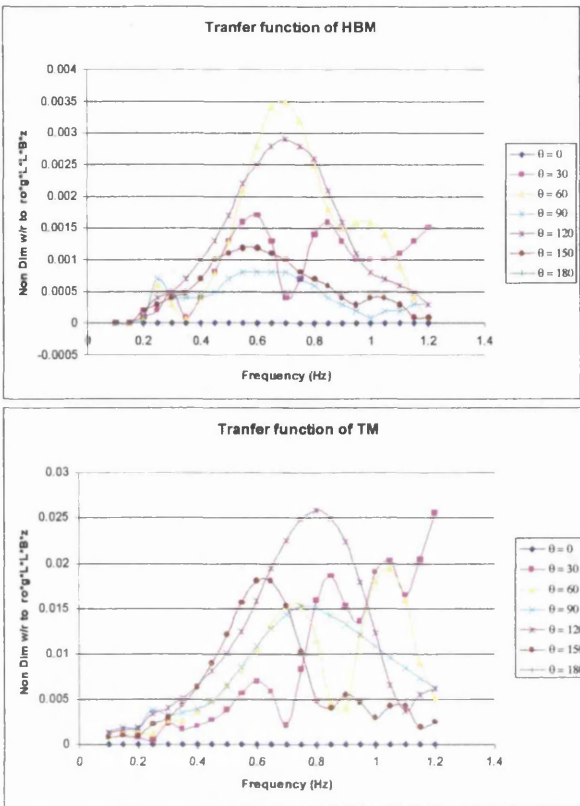 Tranfer function of HBM
0.004
0.0035
0.003
0.0025
0.002
0.0015
0.001
0.0005
0
-0.0005
Non Dim w/r to ro*g*L*L*B*z
0 0.2 0.4 0.6 0.8 1 1.2 1.4
Frequency (Hz)
θ = 0
θ = 30
θ = 60
θ = 90
θ = 120
θ = 150
θ = 180
Tranfer function of TM
0.03
0.025
0.02
0.015
0.01
0.005
0
Non Dim w/r to ro*g*L*L*B*z
0 0.2 0.4 0.6 0.8 1 1.2 1.4
Frequency (Hz)
θ = 0
θ = 30
θ = 60
θ = 90
θ = 120
θ = 150
θ = 180